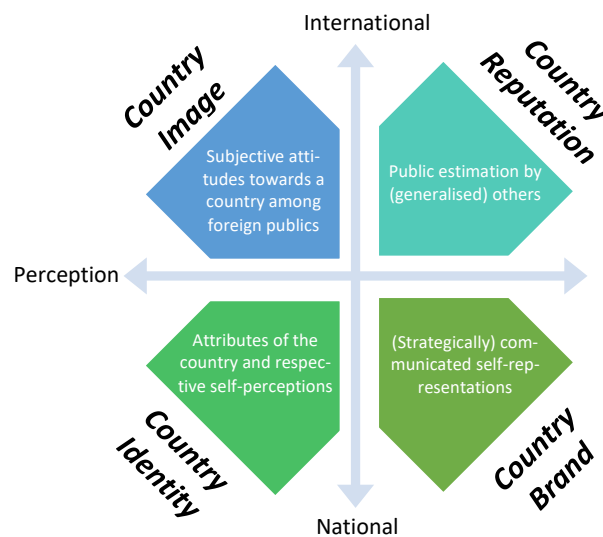 International
Country
Image
Country
Reputation
Subjective atti-
tudes towards a
country among
foreign publics
Public estimation by
(generalised) others
Perception
Attributes of the
country and respec-
tive self-perceptions
(Strategically) com-
municated self-rep-
resentations
Country
Identity
Country
Brand
National